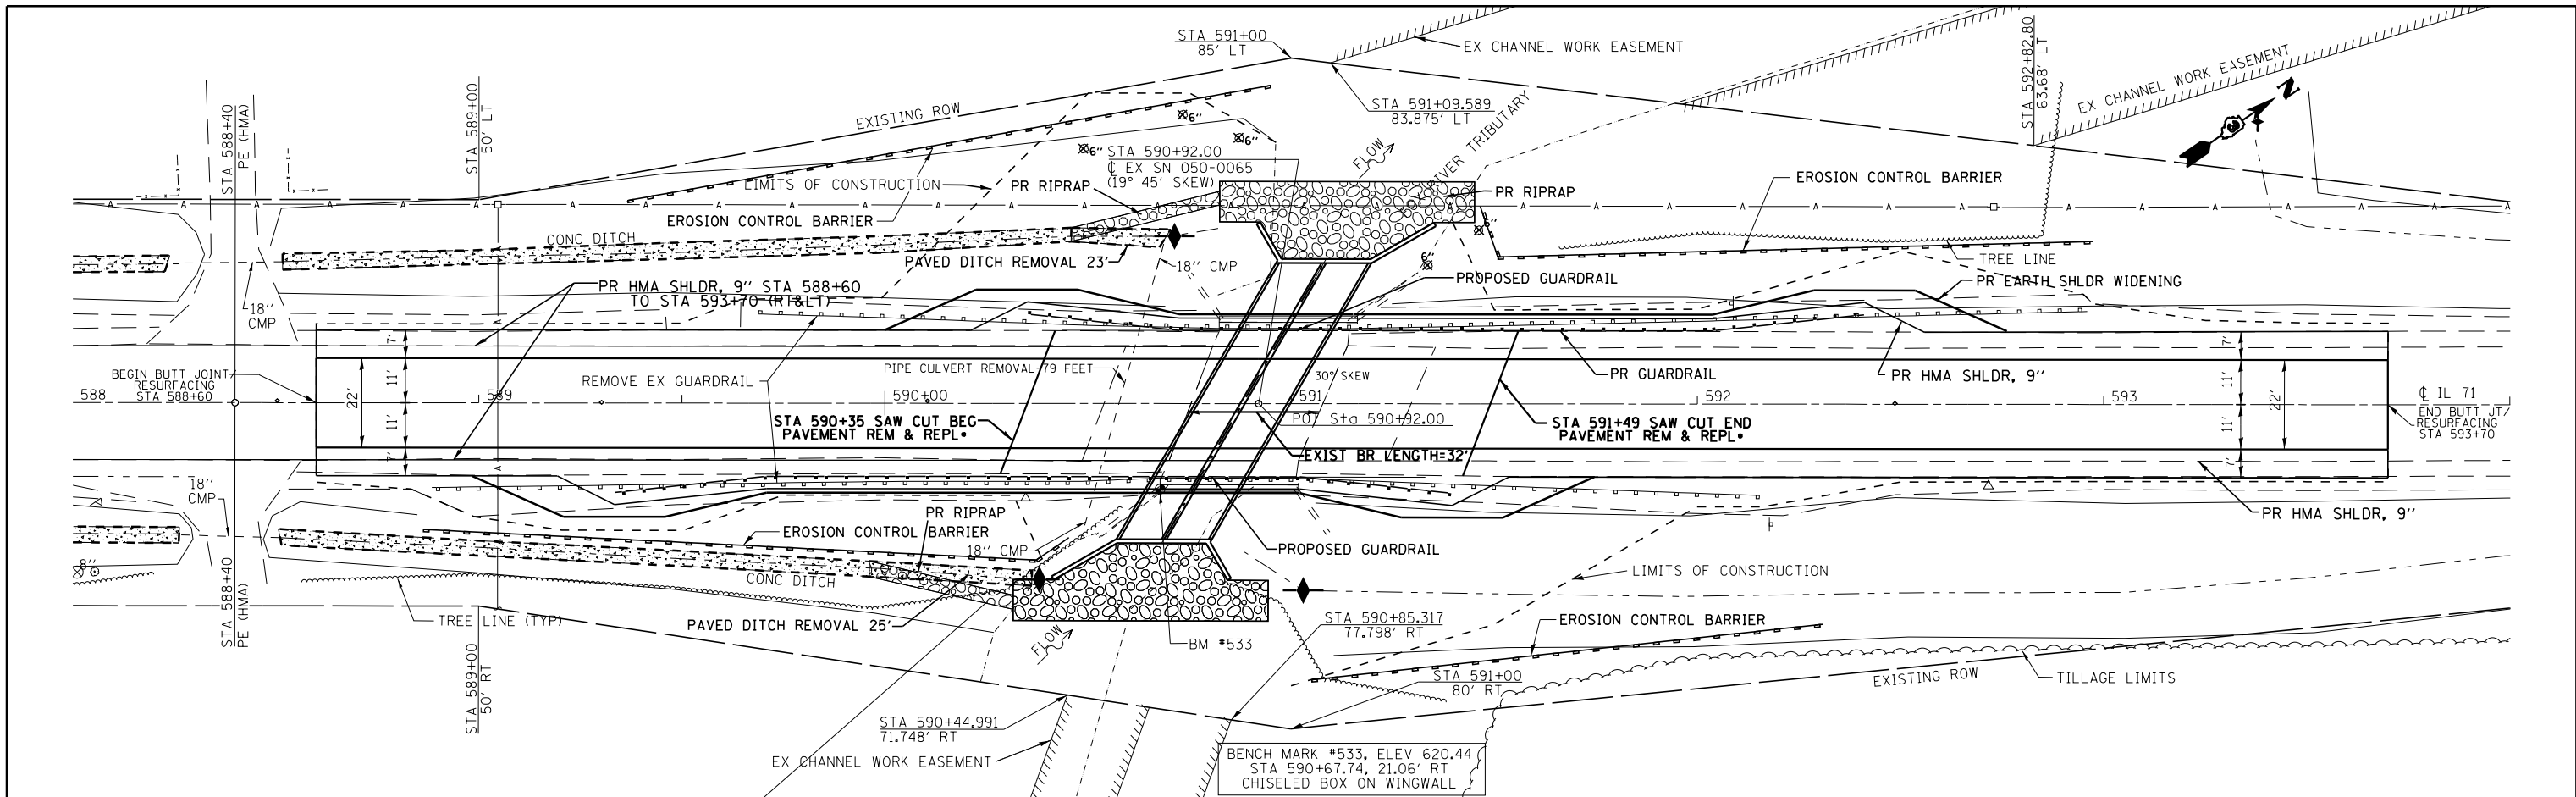 STA 591+00
85' LT
EX CHANNEL WORK EASEMENT
STA 592+82.80
63.68' LT
EX CHANNEL WORK EASEMENT
N
STA 588+40
PE (HMA)
STA 589+00
50' LT
EXISTING ROW
STA 591+09.589
83.875' LT
6"
6"
6"
STA 590+92.00
℄ EX SN 050-0065
(19° 45' SKEW)
FLOW
RIVER TRIBUTARY
LIMITS OF CONSTRUCTION
PR RIPRAP
PR RIPRAP
EROSION CONTROL BARRIER
EROSION CONTROL BARRIER
A A A A A A A A
CONC DITCH
6"
PAVED DITCH REMOVAL 23'
18" CMP
6"
TREE LINE
PROPOSED GUARDRAIL
PR EARTH SHLDR WIDENING
PR HMA SHLDR, 9" STA 588+60
TO STA 593+70 (RT&LT)
18"
CMP
7'
7'
BEGIN BUTT JOINT
RESURFACING
STA 588+60
PIPE CULVERT REMOVAL-79 FEET
30° SKEW
REMOVE EX GUARDRAIL
PR GUARDRAIL
PR HMA SHLDR, 9"
11'
22'
11'
11'
22'
11'
588
589
590+00
591
592
593
℄ IL 71
END BUTT JT/
RESURFACING
STA 593+70
POT Sta 590+92.00
STA 590+35 SAW CUT BEG
PAVEMENT REM & REPL•
STA 591+49 SAW CUT END
PAVEMENT REM & REPL•
EXIST BR LENGTH=32'
7'
7'
18"
CMP
PR RIPRAP
EROSION CONTROL BARRIER
PR HMA SHLDR, 9"
18" CMP
PROPOSED GUARDRAIL
8"
CONC DITCH
LIMITS OF CONSTRUCTION
STA 588+40
PE (HMA)
TREE LINE (TYP)
PAVED DITCH REMOVAL 25'
FLOW
BM #533
STA 590+85.317
77.798' RT
EROSION CONTROL BARRIER
STA 589+00
50' RT
STA 591+00
80' RT
EXISTING ROW
TILLAGE LIMITS
STA 590+44.991
71.748' RT
EX CHANNEL WORK EASEMENT
BENCH MARK #533, ELEV 620.44
STA 590+67.74, 21.06' RT
CHISELED BOX ON WINGWALL